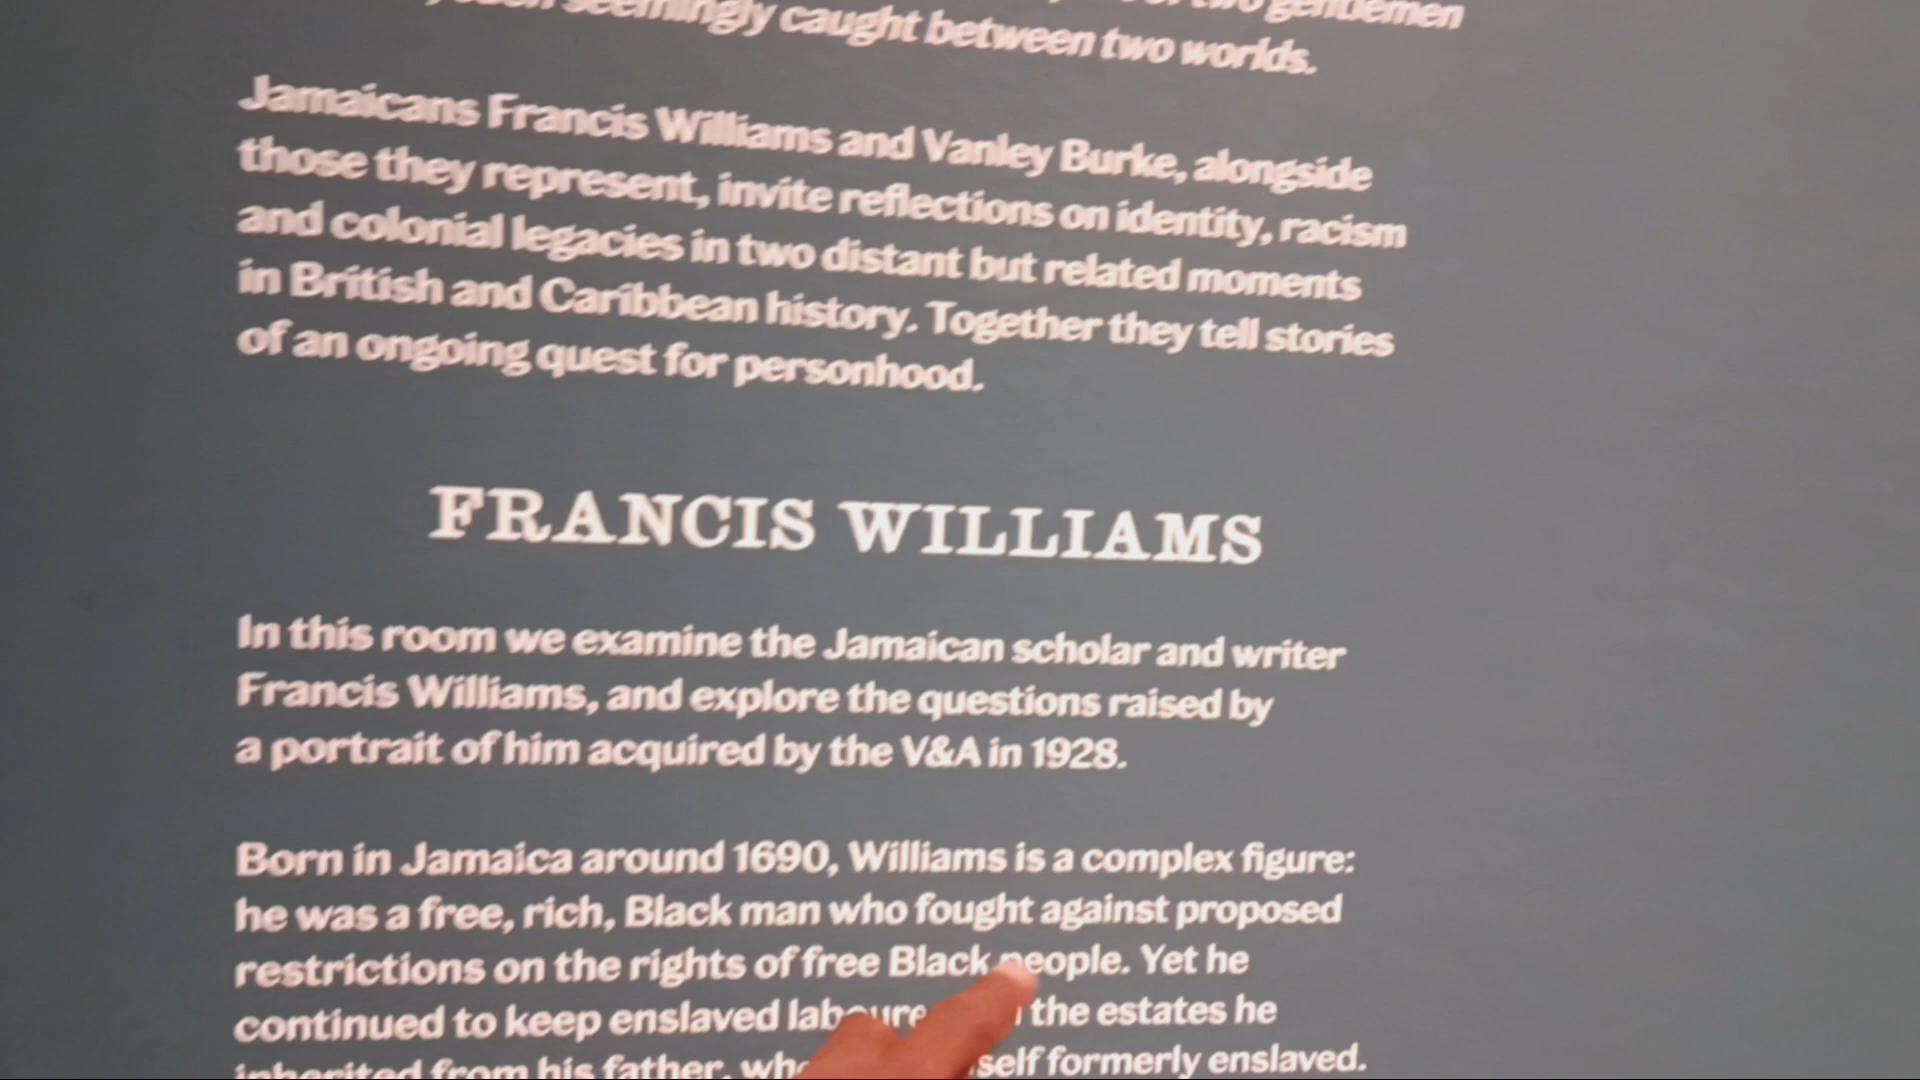 seemingly caught between two worlds.
two gentlemen
Jamaicans Francis Williams and Vanley Burke, alongside
those they represent, invite reflections on identity, racism
and colonial legacies in two distant but related moments
in British and Caribbean history. Together they tell stories
of an ongoing quest for personhood.
FRANCIS WILLIAMS
In this room we examine the Jamaican scholar and writer
Francis Williams, and explore the questions raised by
a portrait of him acquired by the V&A in 1928.
Born in Jamaica around 1690, Williams is a complex figure:
he was a free, rich, Black man who fought against proposed
restrictions on the rights of free Black people. Yet he
continued to keep enslaved the estates he
inherited from his father, formerly enslaved.